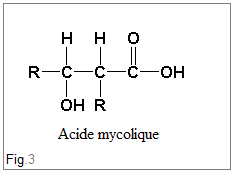 H H O
R—C—C—C—OH
OH R
Acide mycolique
Fig.3